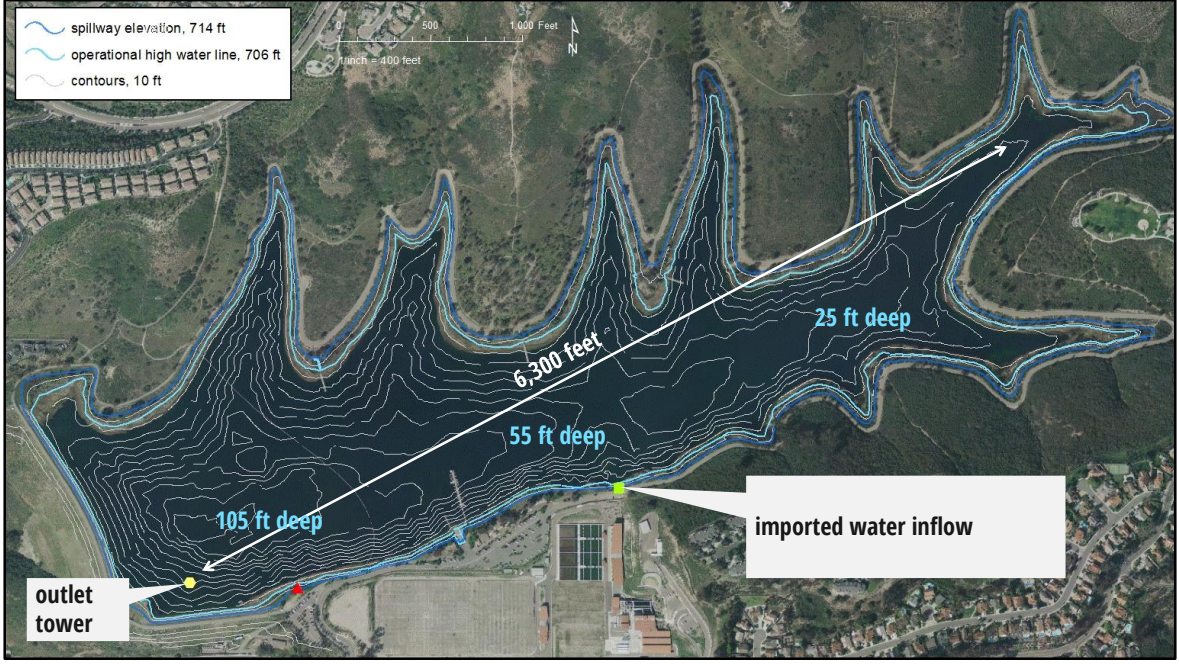 spillway elevation, 714 ft
operational high water line, 706 ft
contours, 10 ft
0 500 1,000 Feet
1 inch = 400 feet
N
25 ft deep
6,300 feet
55 ft deep
105 ft deep
imported water inflow
outlet
tower